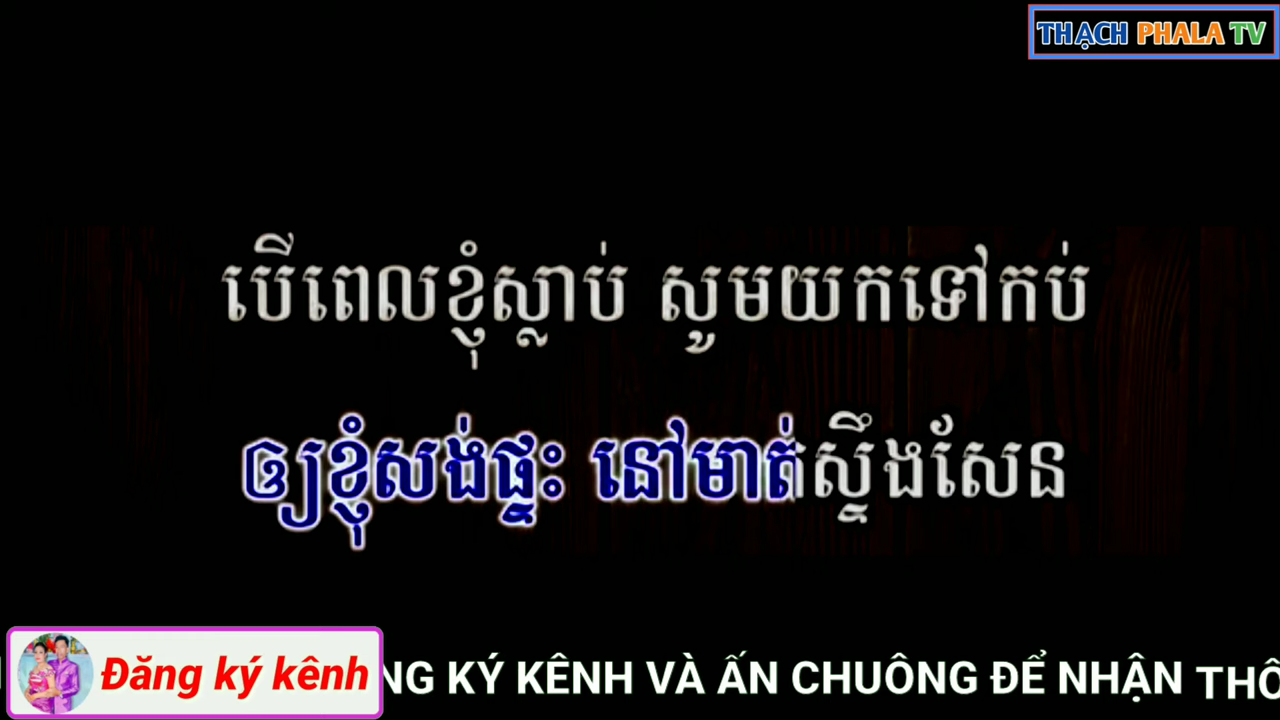 THẠCH PHALA TV
បើពេលខ្ញុំស្លាប់ សូមយកទៅកប់
ឲ្យខ្ញុំសង់ផ្ទះ នៅមាត់ស្ទឹងសែន
Đăng ký kênh
NG KÝ KÊNH VÀ ẤN CHUÔNG ĐỂ NHẬN THÔ